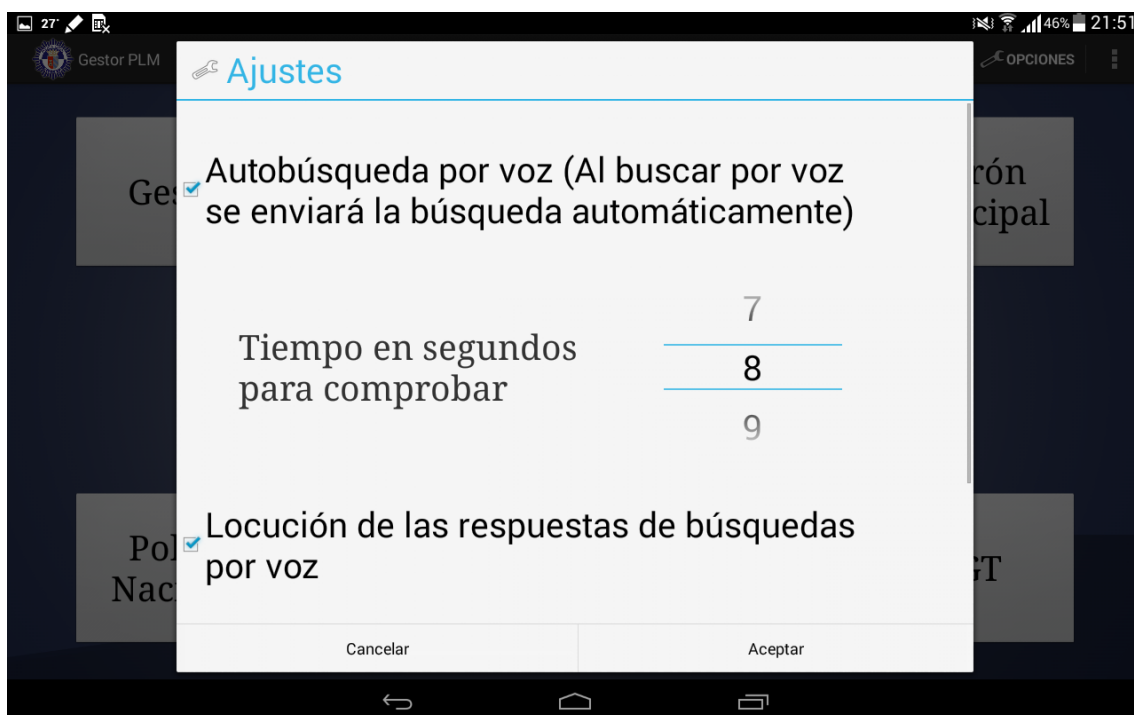 27°
46%
21:51
Gestor PLM
OPCIONES
Ajustes
Autobúsqueda por voz (Al buscar por voz
se enviará la búsqueda automáticamente)
7
Tiempo en segundos
para comprobar
8
9
Locución de las respuestas de búsquedas
por voz
Cancelar
Aceptar